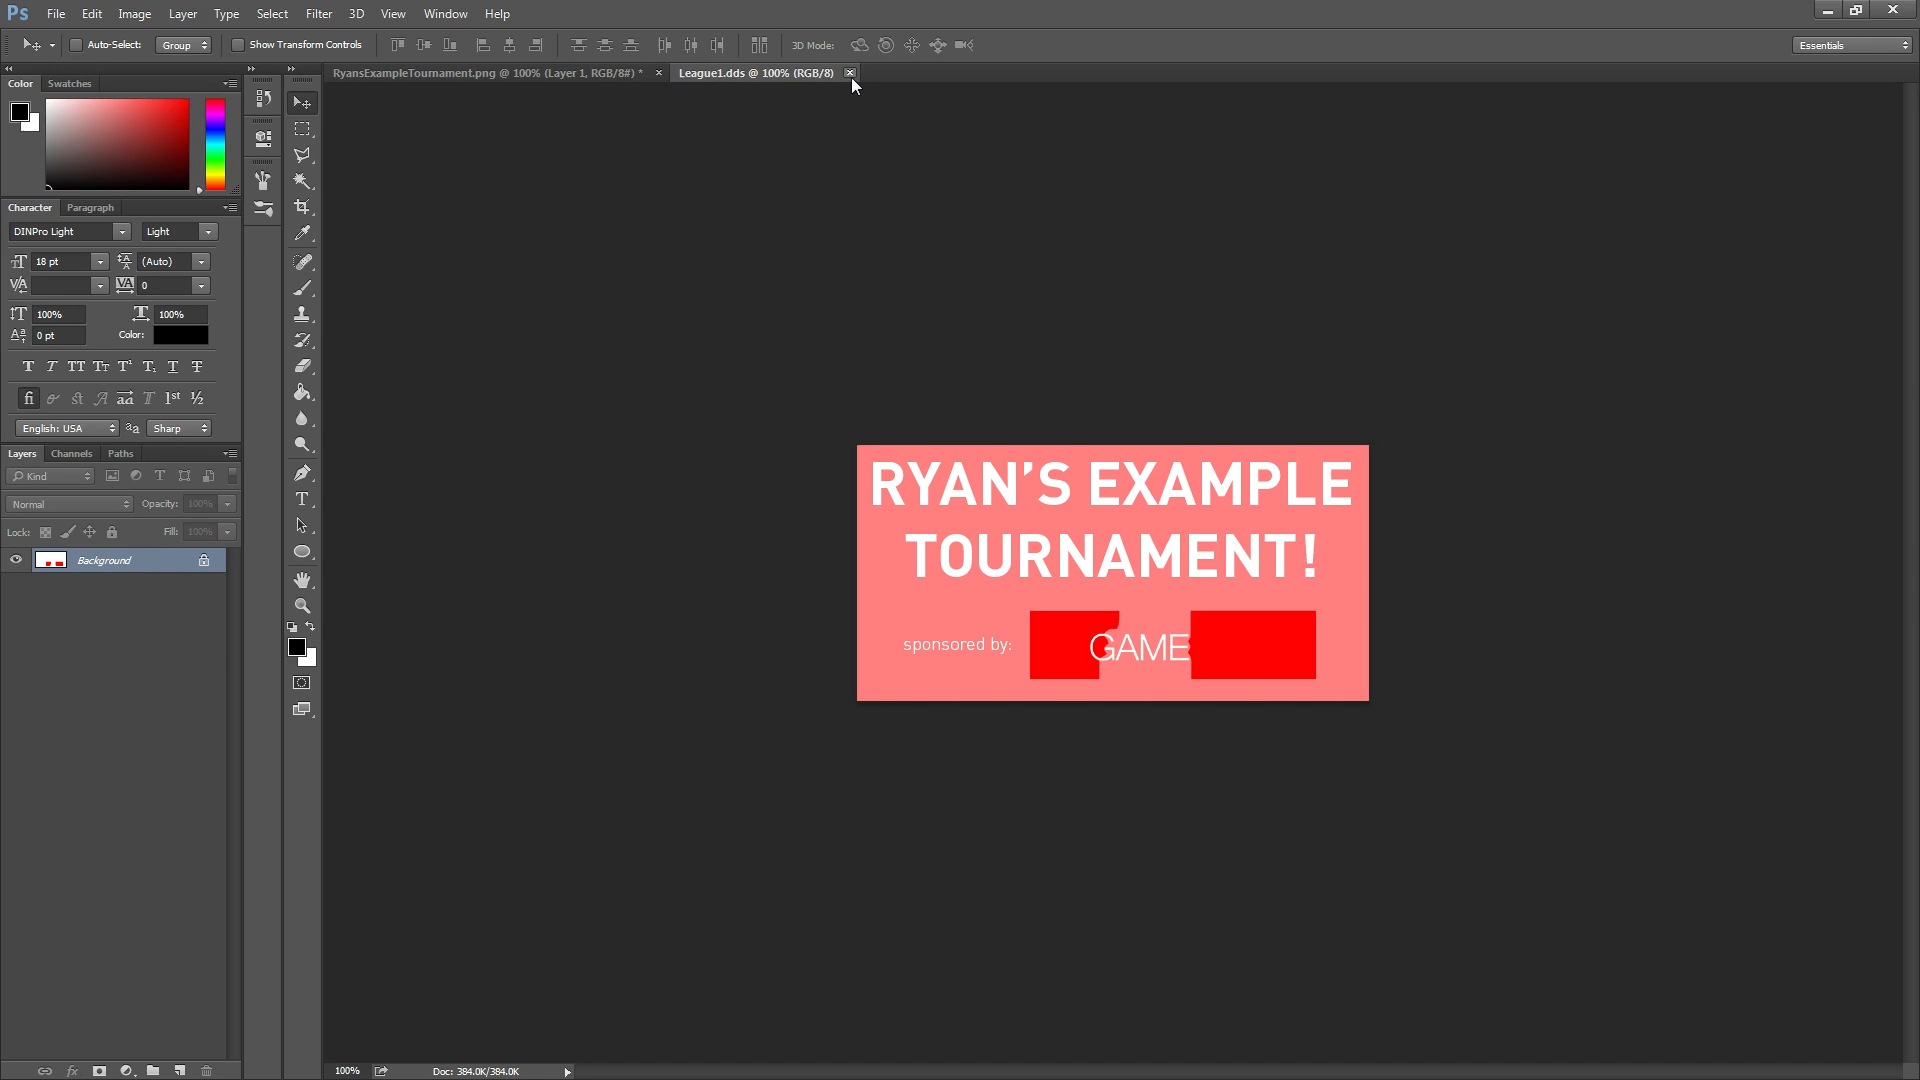 Ps File Edit Image Layer Type Select Filter 3D View Window Help
Auto-Select: Group Show Transform Controls 3D Mode: Essentials
RyansExampleTournament.png @ 100% (Layer 1, RGB/8#) * League1.dds @ 100% (RGB/8)
Color Swatches
Character Paragraph
DINPro Light Light
18 pt (Auto)
0
100% 100%
0 pt Color:
English: USA Sharp
Layers Channels Paths
Kind
Normal Opacity: 100%
Lock: Fill: 100%
Background
RYAN'S EXAMPLE
TOURNAMENT!
sponsored by: GAME
100% Doc: 384.0K/384.0K